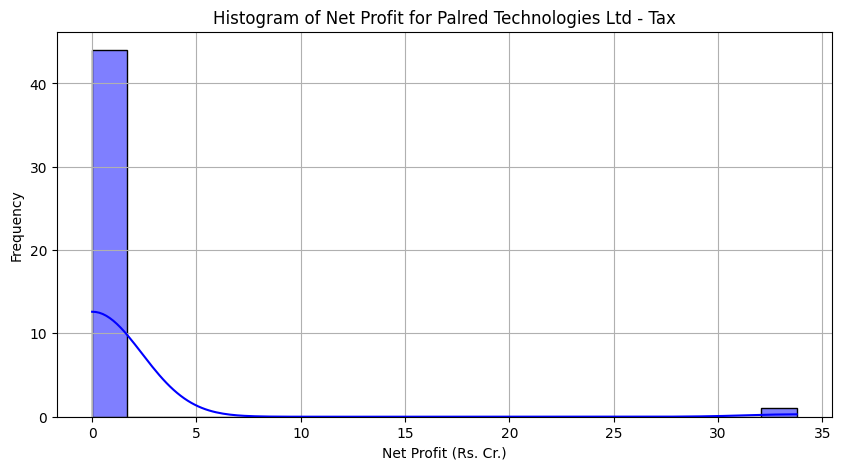 Histogram of Net Profit for Palred Technologies Ltd - Tax
40
30
20
10
0
Frequency
0 5 10 15 20 25 30 35
Net Profit (Rs. Cr.)